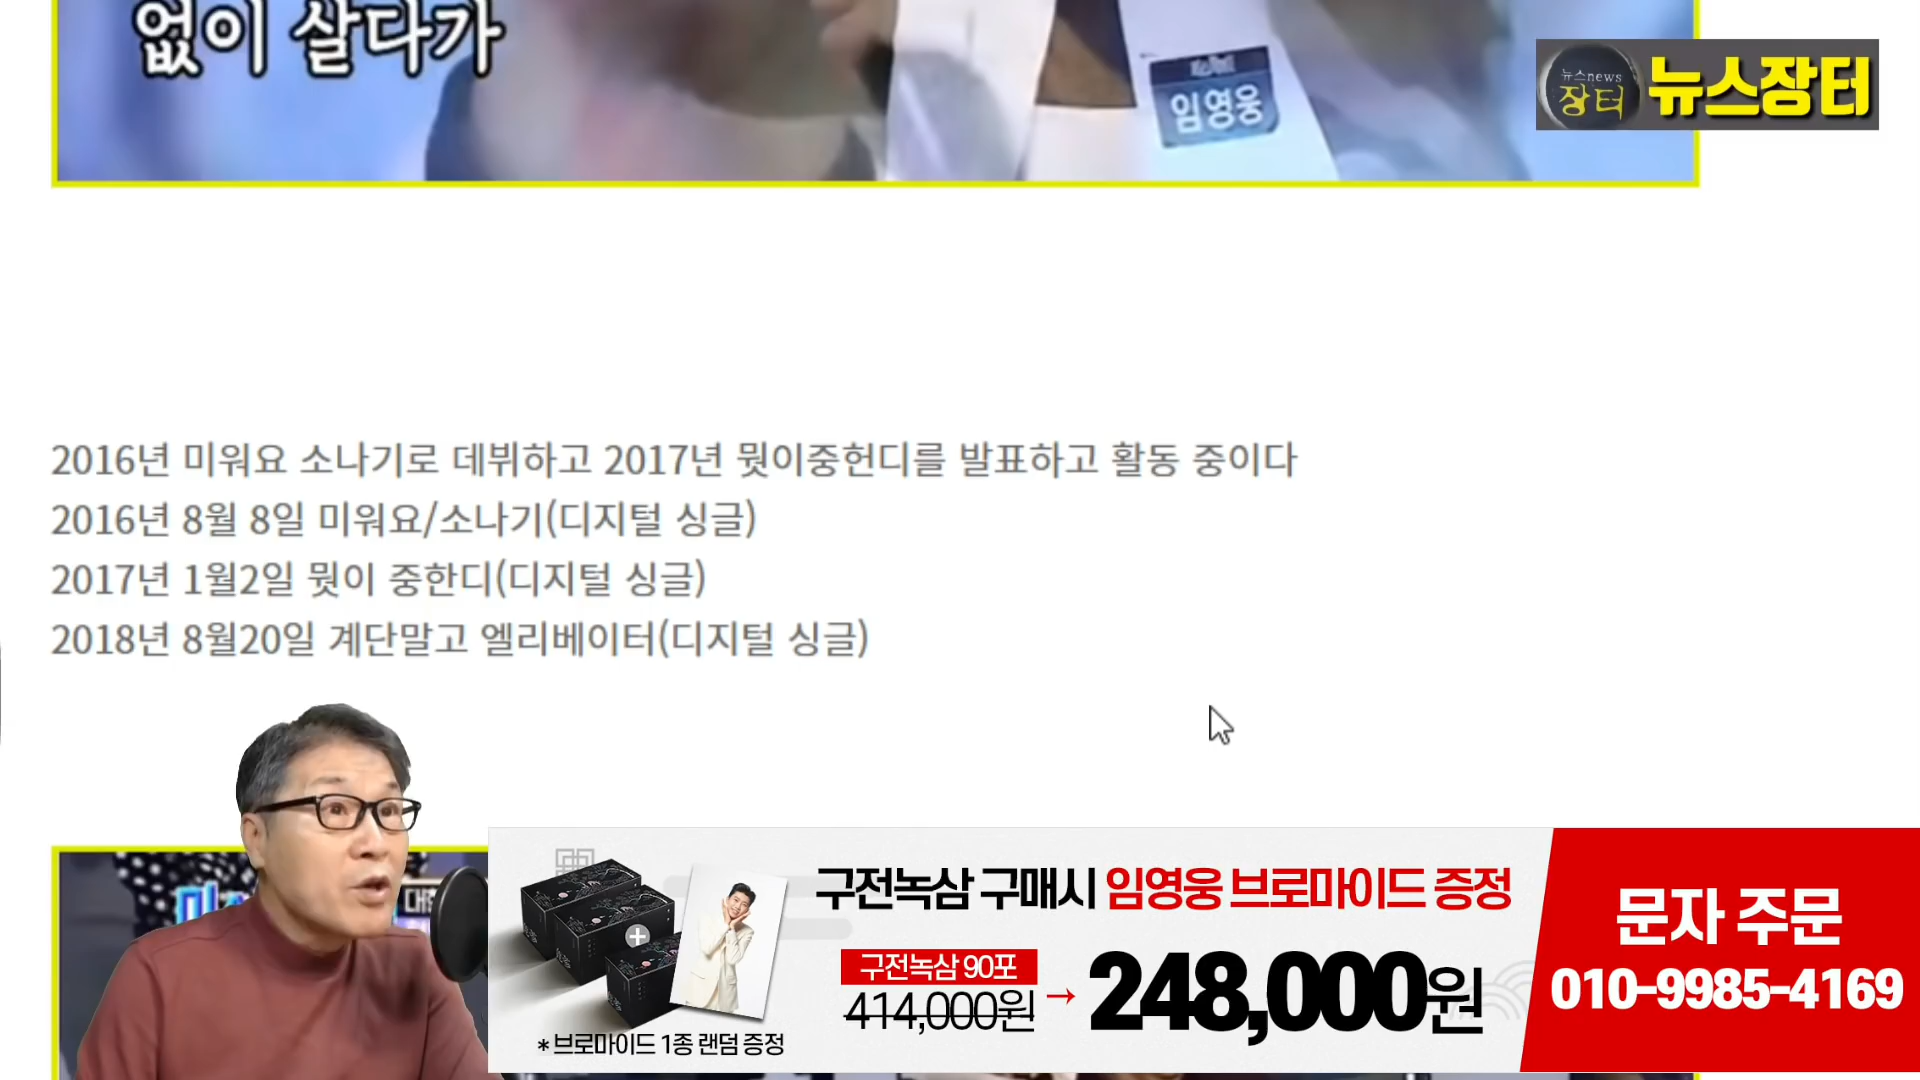 없이 살다가
임영웅
뉴스news
장터
뉴스장터
2016년 미워요 소나기로 데뷔하고 2017년 뭣이중헌디를 발표하고 활동 중이다
2016년 8월 8일 미워요/소나기(디지털 싱글)
2017년 1월2일 뭣이 중한디(디지털 싱글)
2018년 8월20일 계단말고 엘리베이터(디지털 싱글)
구전녹삼 구매시 임영웅 브로마이드 증정
구전녹삼 90포
414,000원 → 248,000원
*브로마이드 1종 랜덤 증정
문자 주문
010-9985-4169